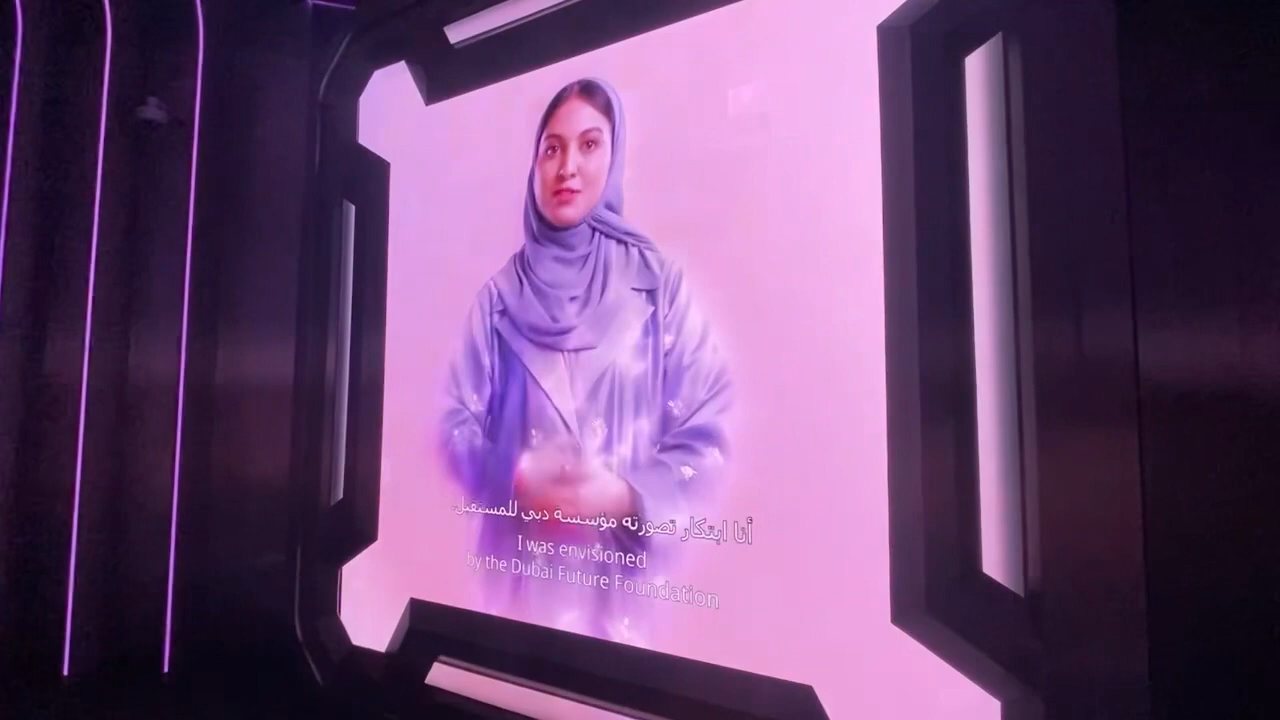 أنا ابتكار تصورته مؤسسة دبي للمستقبل.
I was envisioned
by the Dubai Future Foundation